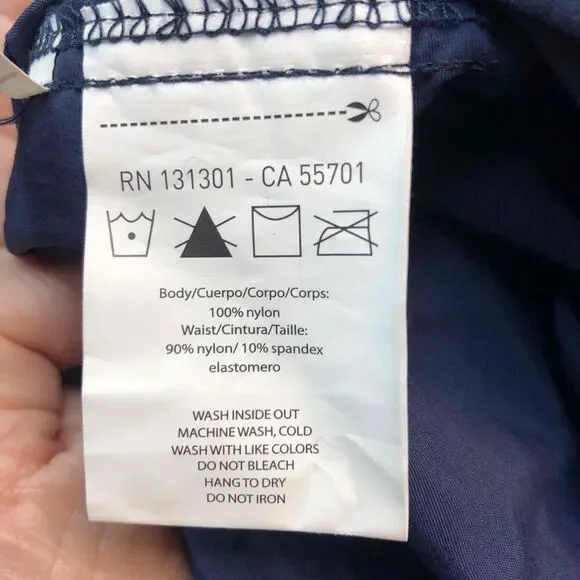 RN 131301 - CA 55701
Body/Cuerpo/Corpo/Corps:
100% nylon
Waist/Cintura/Taille:
90% nylon/ 10% spandex
elastomero
WASH INSIDE OUT
MACHINE WASH, COLD
WASH WITH LIKE COLORS
DO NOT BLEACH
HANG TO DRY
DO NOT IRON